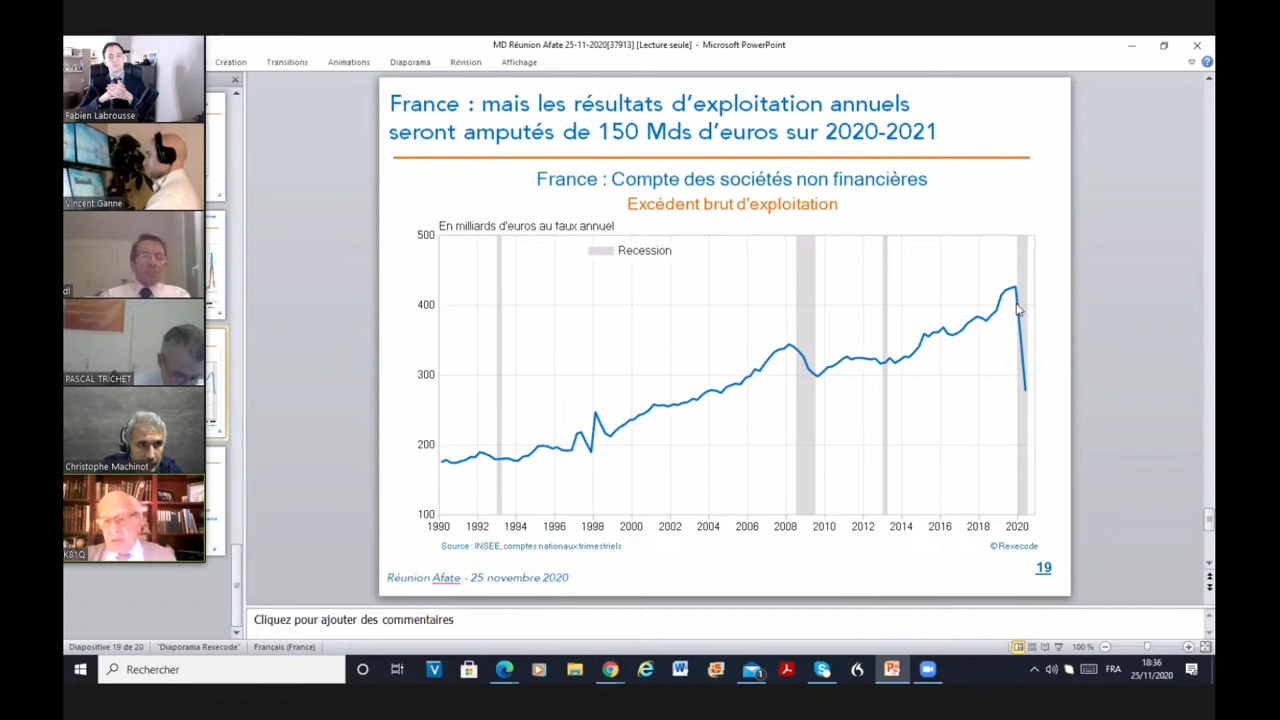 MD Réunion Afate 25-11-2020[37913] [Lecture seule] - Microsoft PowerPoint
Création Transitions Animations Diaporama Révision Affichage
Fabien Labrousse
Vincent Ganne
dl
PASCAL TRICHET
Christophe Machinot
K81Q
France : mais les résultats d'exploitation annuels
seront amputés de 150 Mds d'euros sur 2020-2021
France : Compte des sociétés non financières
Excédent brut d'exploitation
En milliards d'euros au taux annuel
Recession
500
400
300
200
100
1990 1992 1994 1996 1998 2000 2002 2004 2006 2008 2010 2012 2014 2016 2018 2020
Source : INSEE, comptes nationaux trimestriels
©Rexecode
Réunion Afate - 25 novembre 2020
19
Cliquez pour ajouter des commentaires
Diapositive 19 de 20 "Diaporama Rexecode" Français (France) 100 %
Rechercher
FRA
18:36
25/11/2020